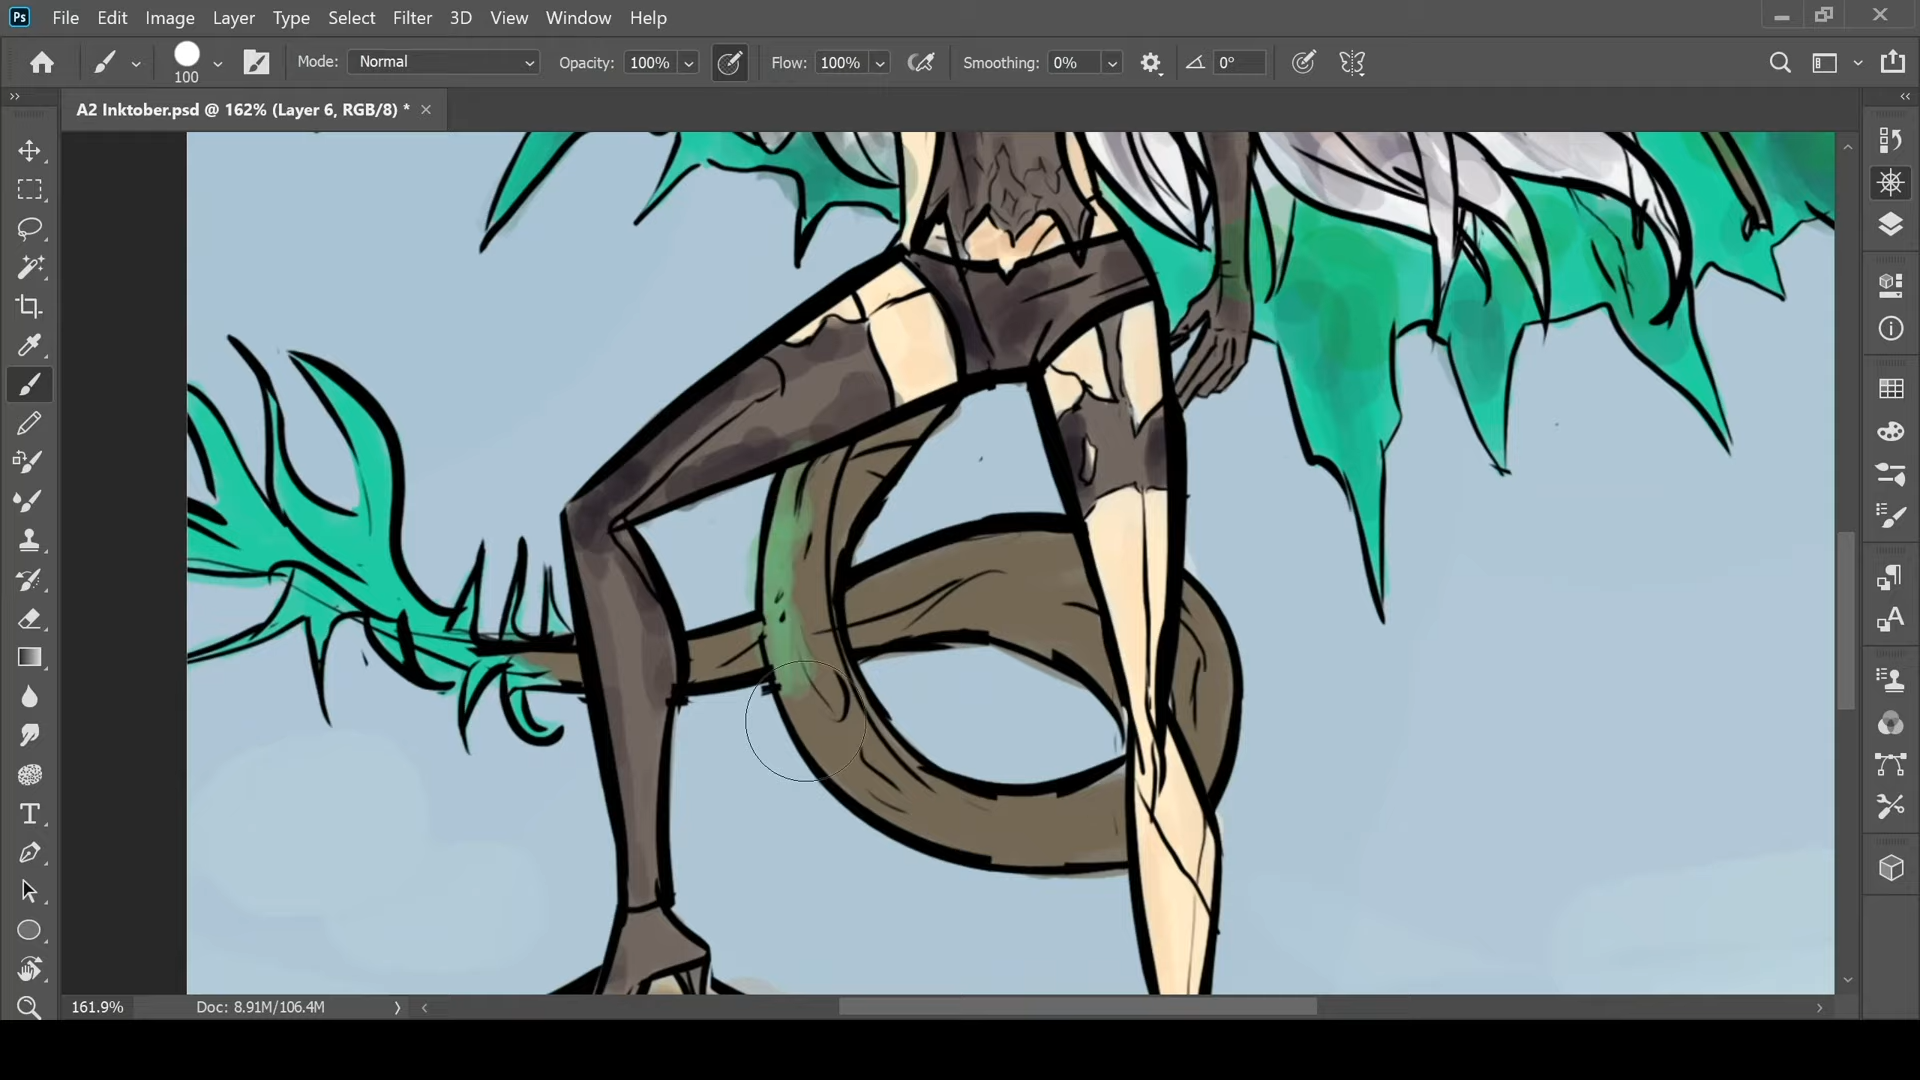 Ps File Edit Image Layer Type Select Filter 3D View Window Help
100 Mode: Normal Opacity: 100% Flow: 100% Smoothing: 0% 0°
A2 Inktober.psd @ 162% (Layer 6, RGB/8) * ×
161.9% Doc: 8.91M/106.4M